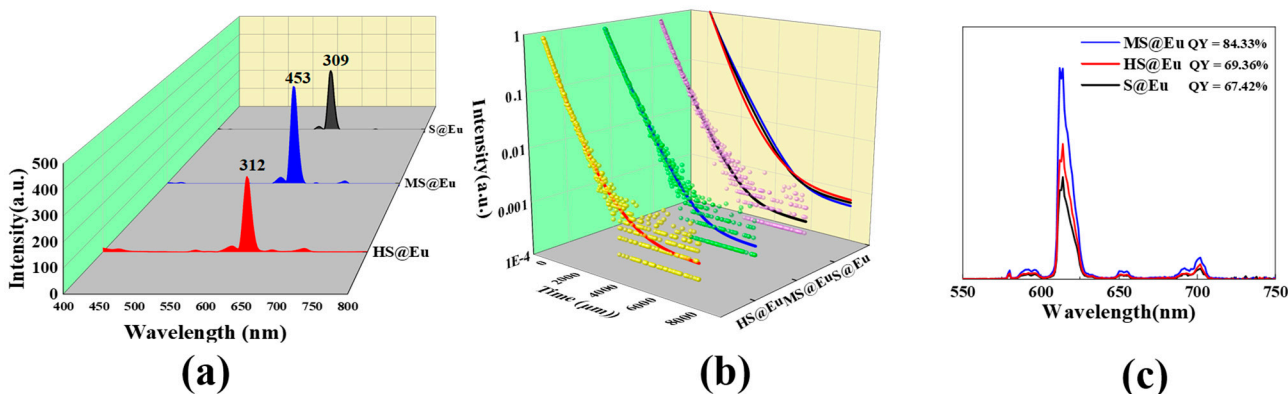 309
453
312
S@Eu
MS@Eu
HS@Eu
500
400
300
200
100
0
Intensity(a.u.)
400 450 500 550 600 650 700 750 800
Wavelength (nm)
(a)
1
0.1
0.01
0.001
1E-4
Intensity(a.u.)
0 2000 4000 6000 8000
Time (μm))
HS@Eu MS@Eu S@Eu
(b)
MS@Eu QY = 84.33%
HS@Eu QY = 69.36%
S@Eu QY = 67.42%
550 600 650 700 750
Wavelength(nm)
(c)